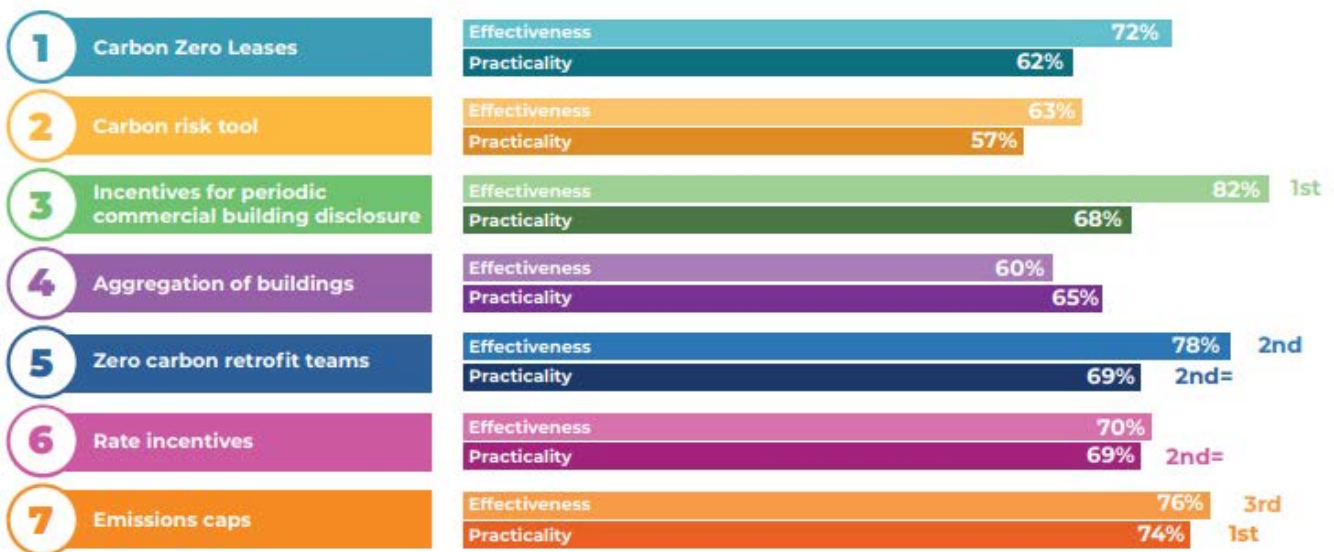 1 Carbon Zero Leases
Effectiveness 72%
Practicality 62%
2 Carbon risk tool
Effectiveness 63%
Practicality 57%
3 Incentives for periodic
commercial building disclosure
Effectiveness 82% 1st
Practicality 68%
4 Aggregation of buildings
Effectiveness 60%
Practicality 65%
5 Zero carbon retrofit teams
Effectiveness 78% 2nd
Practicality 69% 2nd=
6 Rate incentives
Effectiveness 70%
Practicality 69% 2nd=
7 Emissions caps
Effectiveness 76% 3rd
Practicality 74% 1st